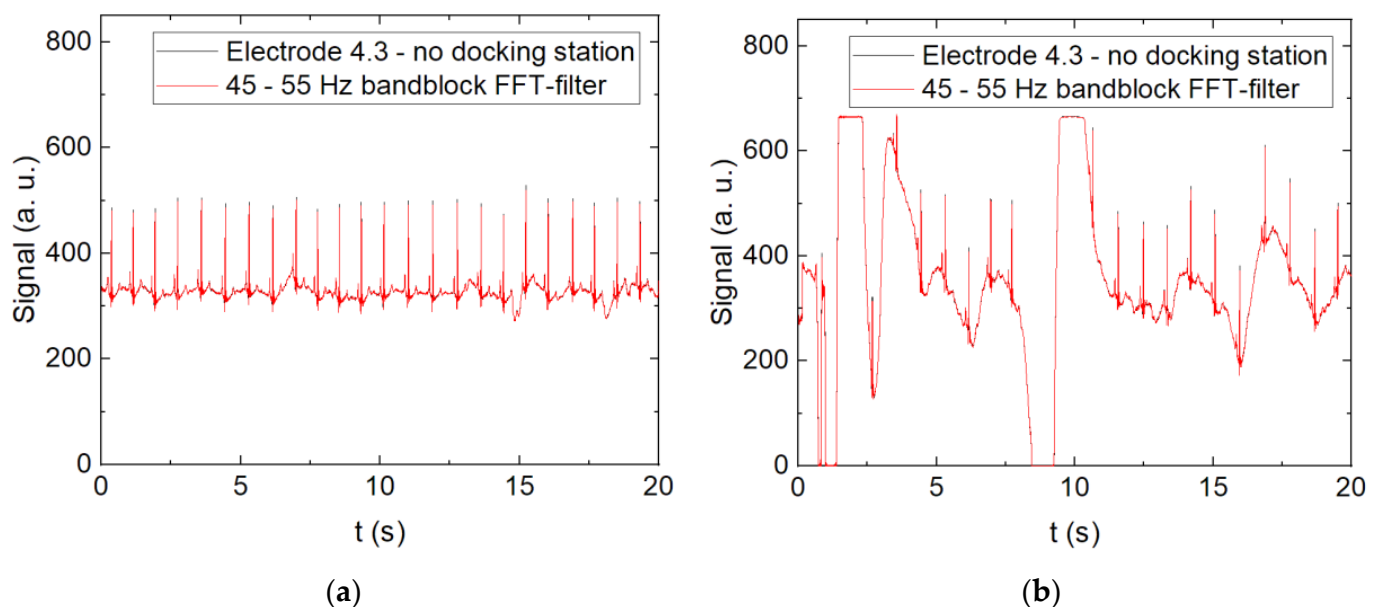 800
600
400
200
0
Signal (a. u.)
Electrode 4.3 - no docking station
45 - 55 Hz bandblock FFT-filter
0 5 10 15 20
t (s)
(a)
800
600
400
200
0
Signal (a. u.)
Electrode 4.3 - no docking station
45 - 55 Hz bandblock FFT-filter
0 5 10 15 20
t (s)
(b)